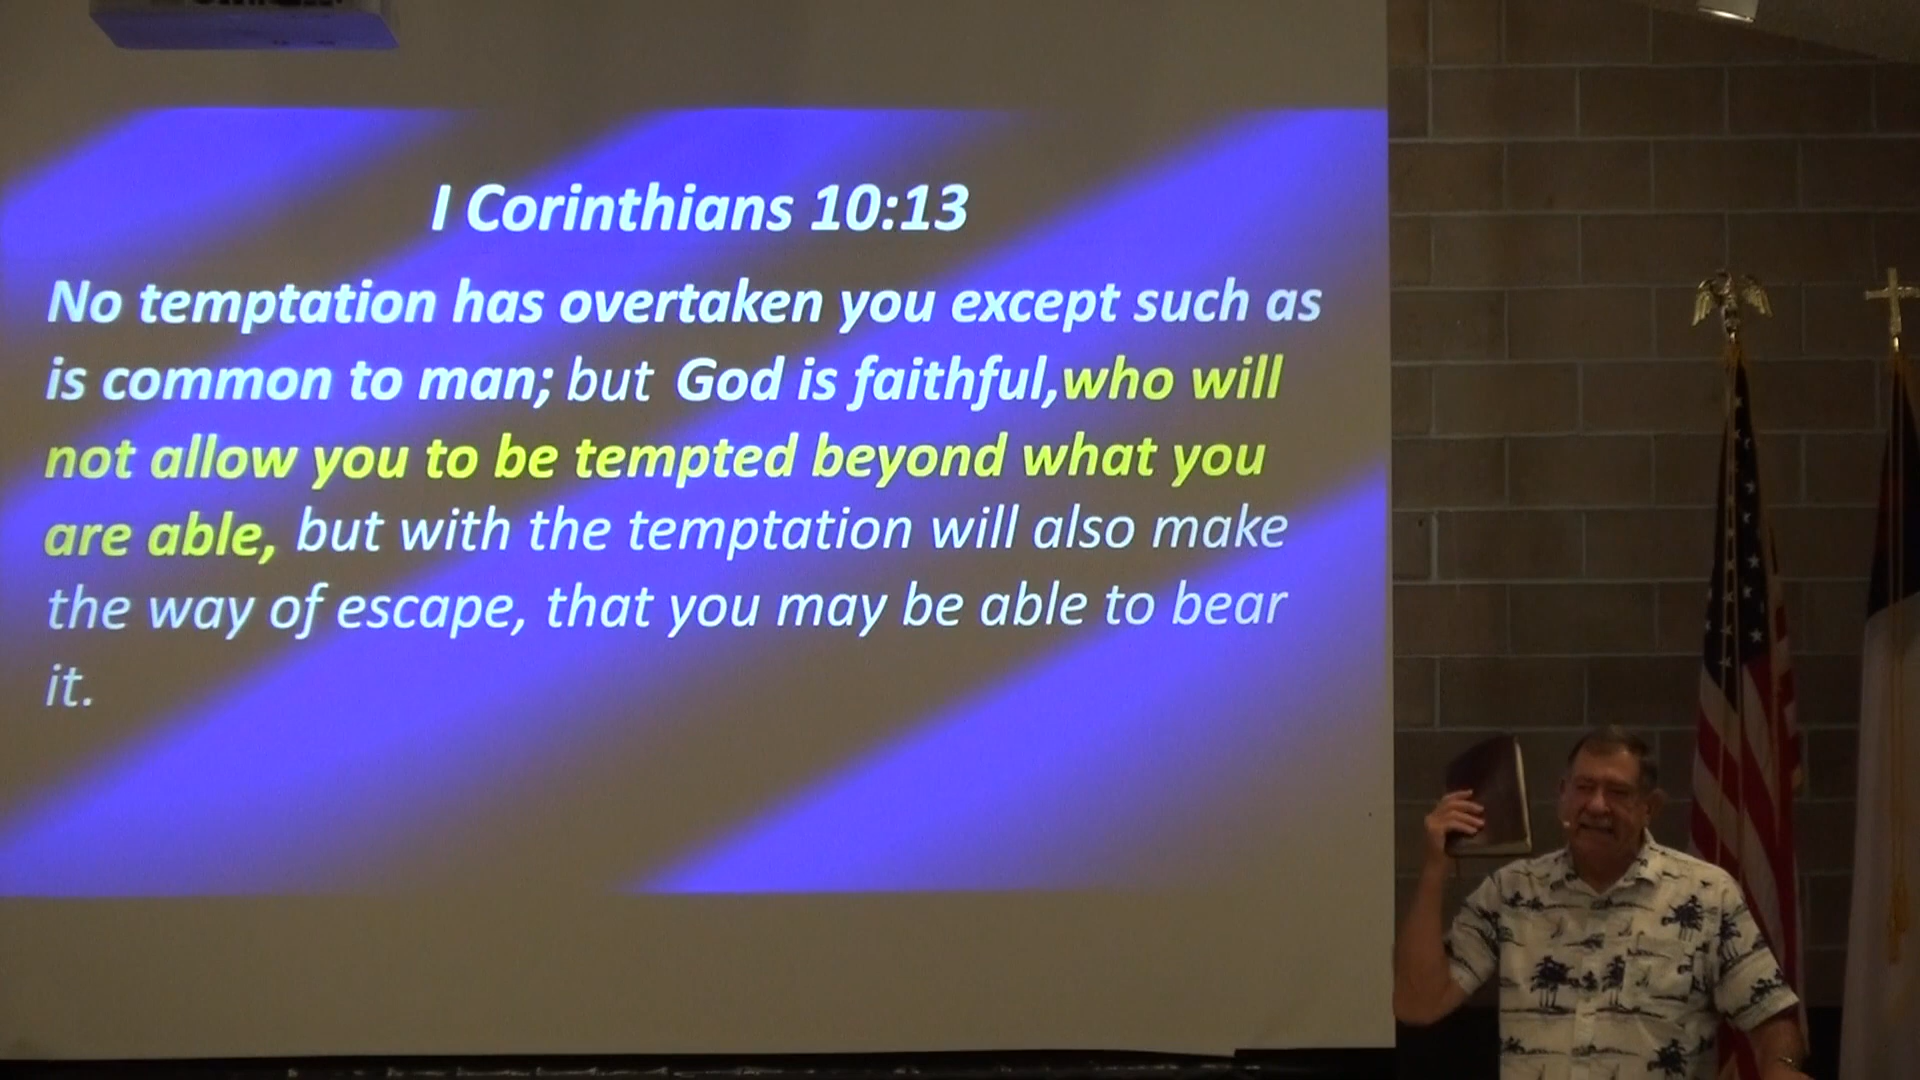 I Corinthians 10:13
No temptation has overtaken you except such as
is common to man; but God is faithful,who will
not allow you to be tempted beyond what you
are able, but with the temptation will also make
the way of escape, that you may be able to bear
it.